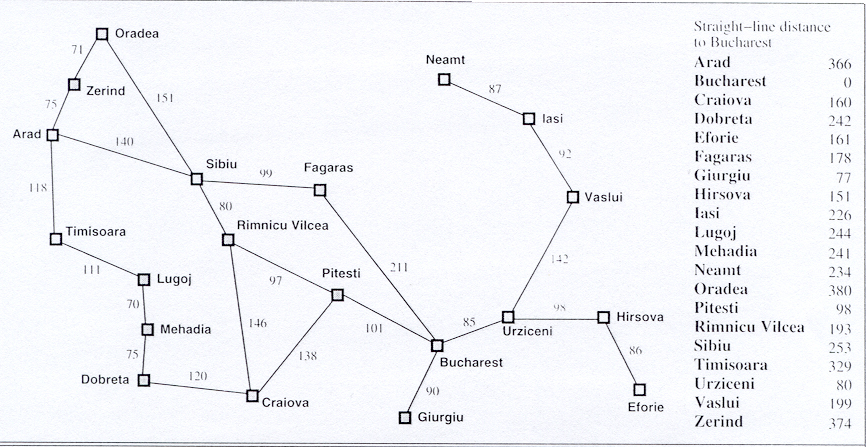 Oradea
71
Neamt
Zerind
87
75
151
Iasi
Arad
140
92
Sibiu
99
Fagaras
118
80
Vaslui
Timisoara
Rimnicu Vilcea
142
111
211
Lugoj
97
Pitesti
70
98
Hirsova
146
101
85
Urziceni
Mehadia
138
86
75
Bucharest
120
90
Dobreta
Craiova
Eforie
Giurgiu
Straight-line distance
to Bucharest
Arad 366
Bucharest 0
Craiova 160
Dobreta 242
Eforie 161
Fagaras 178
Giurgiu 77
Hirsova 151
Iasi 226
Lugoj 244
Mehadia 241
Neamt 234
Oradea 380
Pitesti 98
Rimnicu Vilcea 193
Sibiu 253
Timisoara 329
Urziceni 80
Vaslui 199
Zerind 374